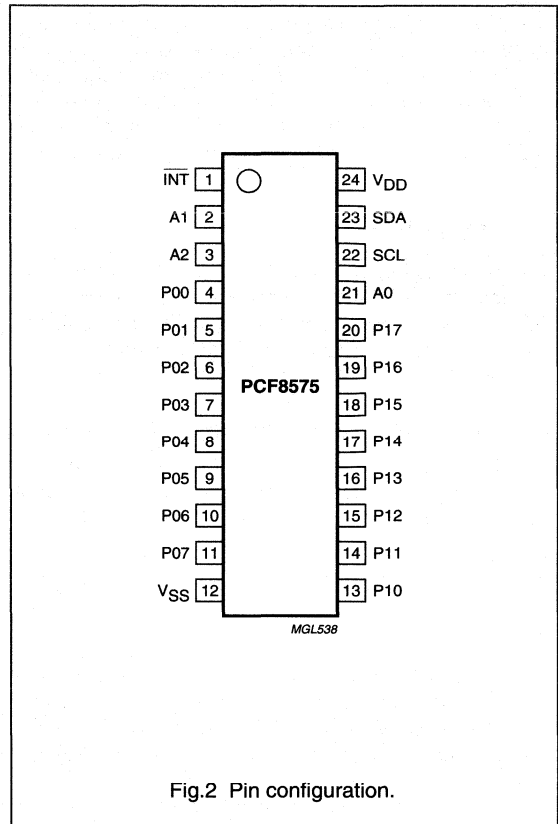 INT 1 24 VDD
A1 2 23 SDA
A2 3 22 SCL
P00 4 21 A0
P01 5 20 P17
P02 6 19 P16
PCF8575
P03 7 18 P15
P04 8 17 P14
P05 9 16 P13
P06 10 15 P12
P07 11 14 P11
VSS 12 13 P10
MGL538
Fig.2 Pin configuration.